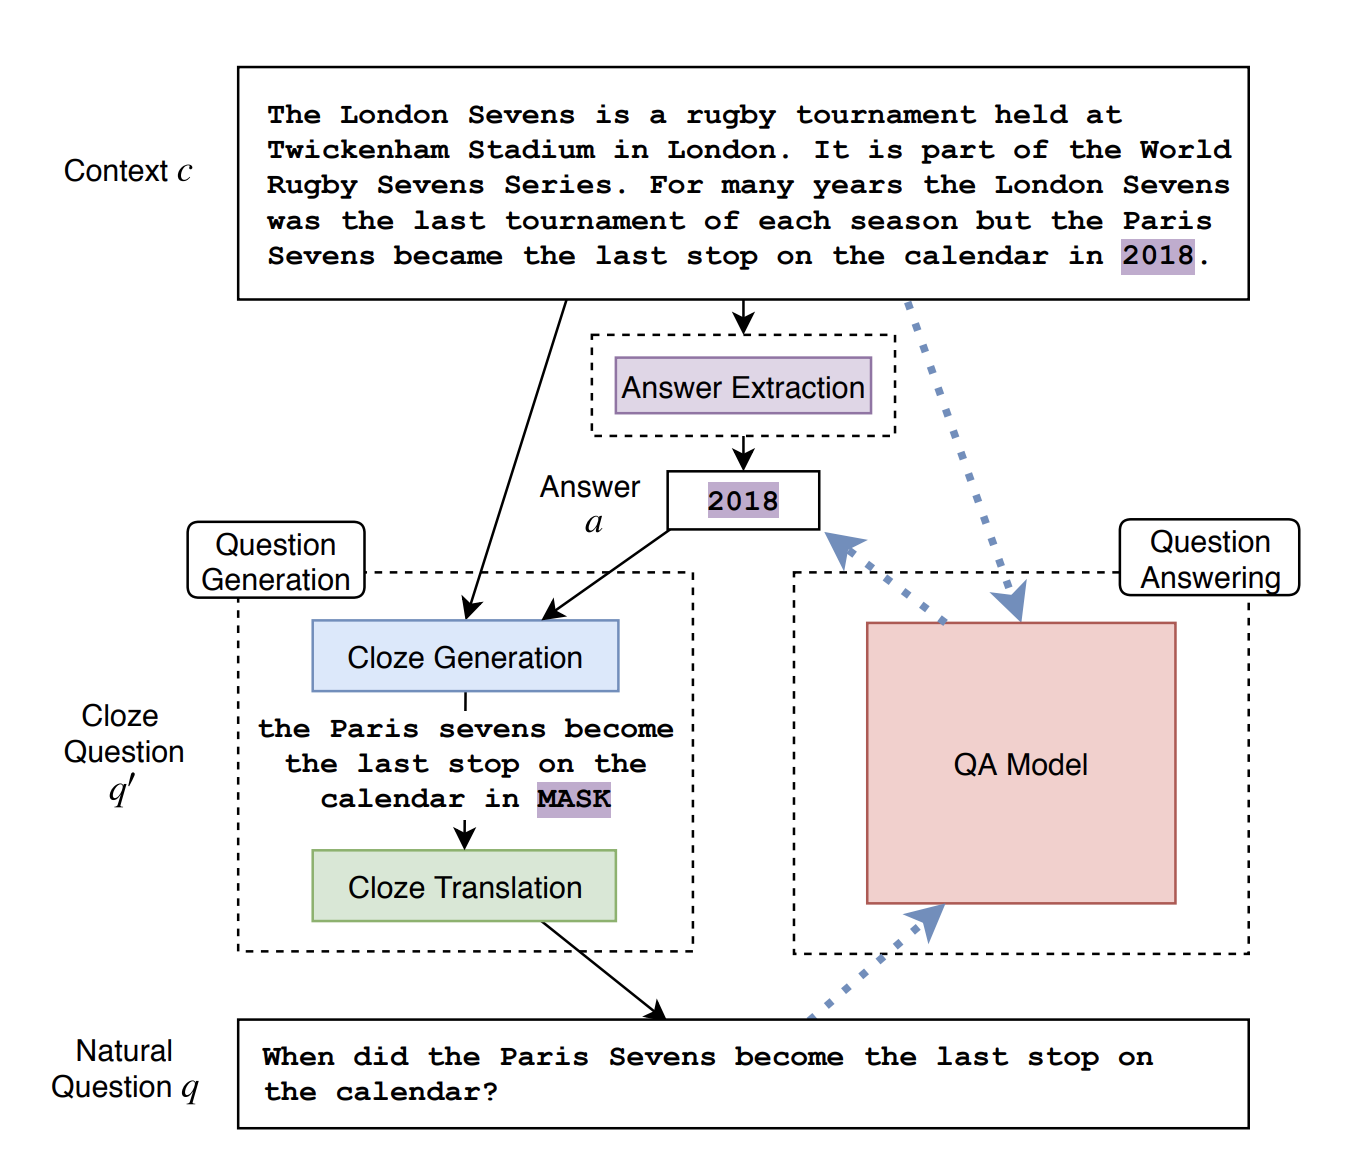 The London Sevens is a rugby tournament held at
Twickenham Stadium in London. It is part of the World
Rugby Sevens Series. For many years the London Sevens
was the last tournament of each season but the Paris
Sevens became the last stop on the calendar in 2018.
Context c
Answer Extraction
Answer
a
2018
Question
Generation
Question
Answering
Cloze Generation
Cloze
Question
q′
the Paris sevens become
the last stop on the
calendar in MASK
QA Model
Cloze Translation
Natural
Question q
When did the Paris Sevens become the last stop on
the calendar?